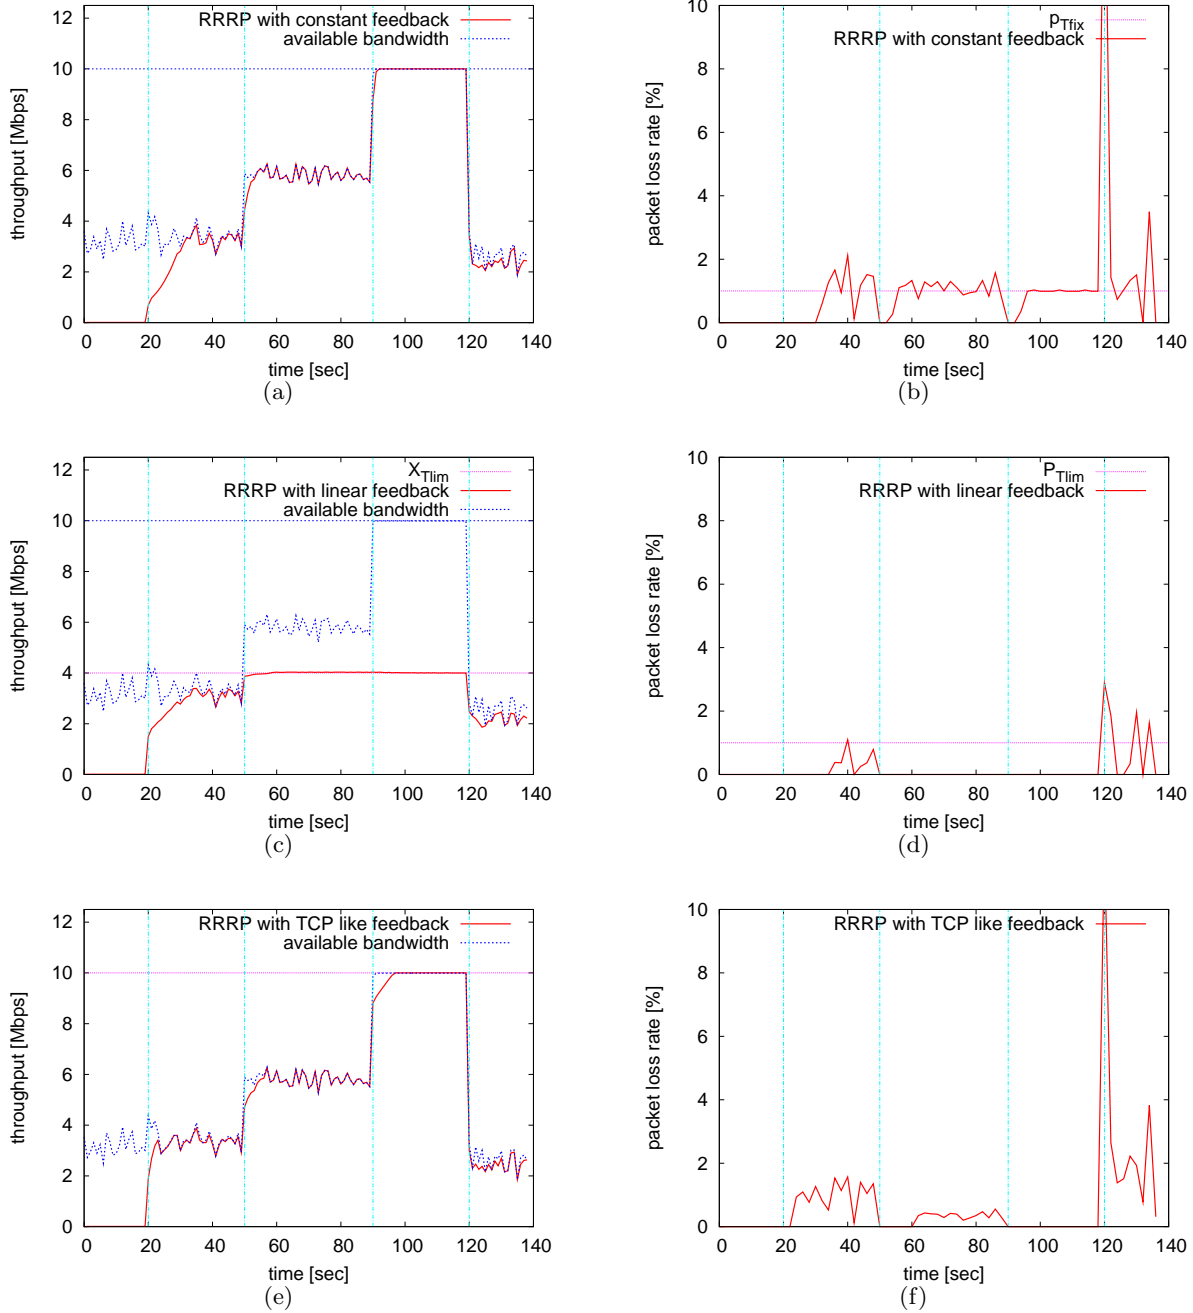 12
10
8
6
4
2
0
throughput [Mbps]
RRRP with constant feedback
available bandwidth
0 20 40 60 80 100 120 140
time [sec]
(a)
10
8
6
4
2
0
packet loss rate [%]
pTfix
RRRP with constant feedback
0 20 40 60 80 100 120 140
time [sec]
(b)
12
10
8
6
4
2
0
throughput [Mbps]
XTlim
RRRP with linear feedback
available bandwidth
0 20 40 60 80 100 120 140
time [sec]
(c)
10
8
6
4
2
0
packet loss rate [%]
PTlim
RRRP with linear feedback
0 20 40 60 80 100 120 140
time [sec]
(d)
12
10
8
6
4
2
0
throughput [Mbps]
RRRP with TCP like feedback
available bandwidth
0 20 40 60 80 100 120 140
time [sec]
(e)
10
8
6
4
2
0
packet loss rate [%]
RRRP with TCP like feedback
0 20 40 60 80 100 120 140
time [sec]
(f)